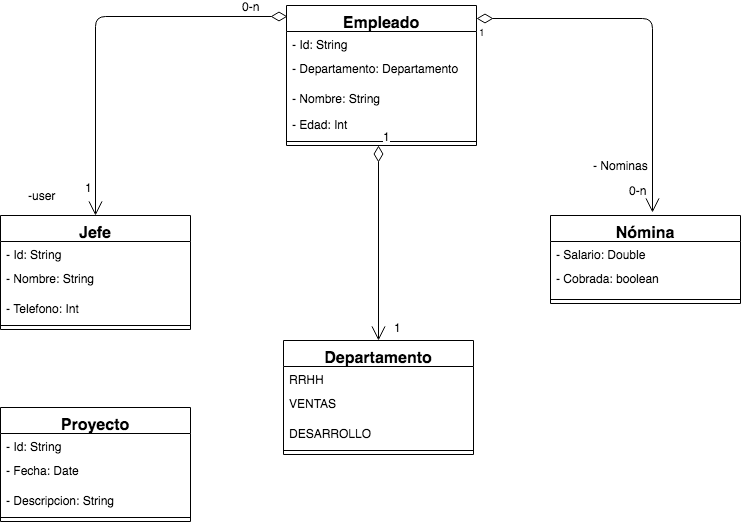 0-n
Empleado
- Id: String
- Departamento: Departamento
- Nombre: String
- Edad: Int
1
1
- Nominas
0-n
-user
1
Jefe
- Id: String
- Nombre: String
- Telefono: Int
Nómina
- Salario: Double
- Cobrada: boolean
1
Departamento
RRHH
VENTAS
DESARROLLO
Proyecto
- Id: String
- Fecha: Date
- Descripcion: String